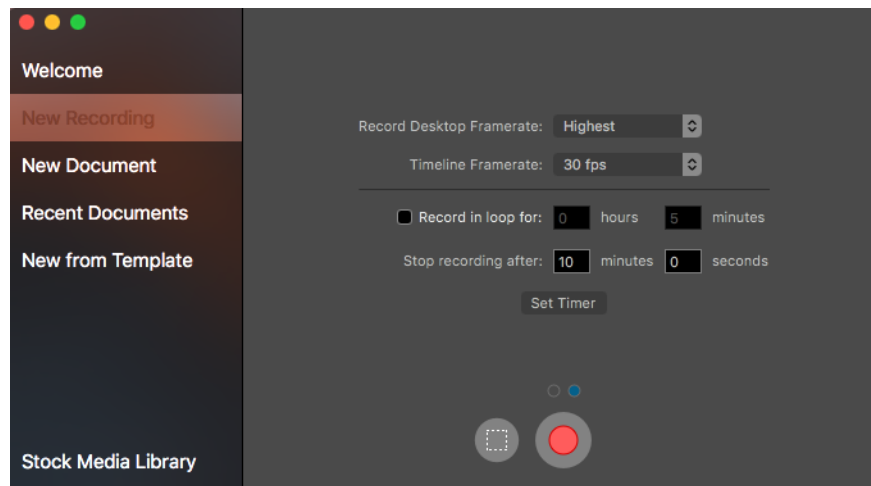 Welcome
New Recording
New Document
Recent Documents
New from Template
Stock Media Library
Record Desktop Framerate: Highest
Timeline Framerate: 30 fps
Record in loop for: 0 hours 5 minutes
Stop recording after: 10 minutes 0 seconds
Set Timer